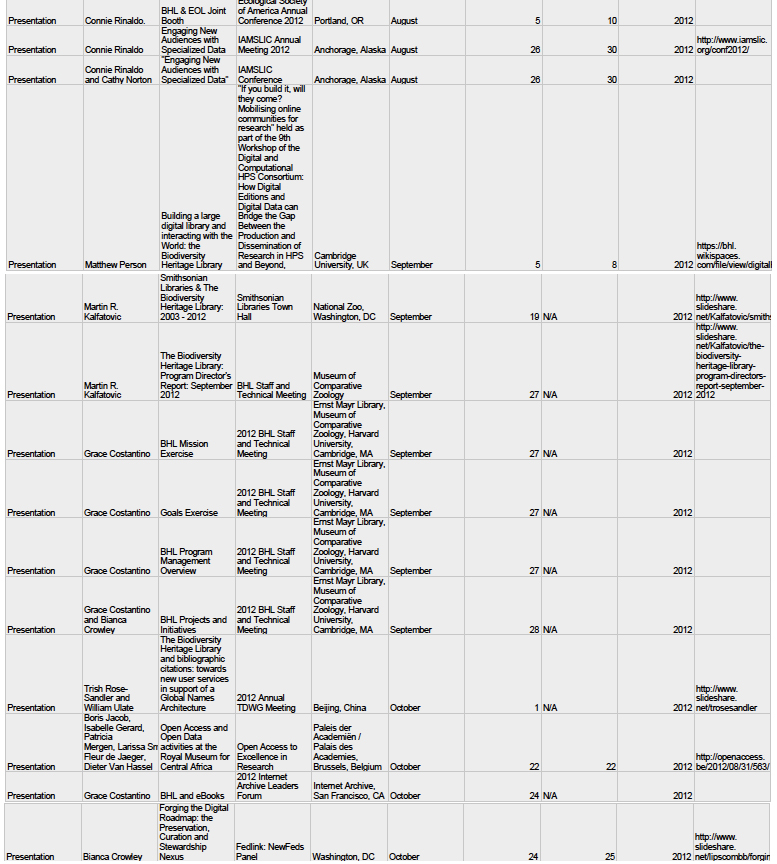 Presentation
Connie Rinaldo.
BHL & EOL Joint
Booth
Ecological Society
of America Annual
Conference 2012
Portland, OR
August
5
10
2012
Presentation
Connie Rinaldo
Engaging New
Audiences with
Specialized Data
IAMSLIC Annual
Meeting 2012
Anchorage, Alaska
August
26
30
2012
http://www.iamslic.
org/conf2012/
Presentation
Connie Rinaldo
and Cathy Norton
"Engaging New
Audiences with
Specialized Data"
IAMSLIC
Conference
Anchorage, Alaska
August
26
30
2012
Presentation
Matthew Person
Building a large
digital library and
interacting with the
World: the
Biodiversity
Heritage Library
"If you build it, will
they come?
Mobilising online
communities for
research" held as
part of the 9th
Workshop of the
Digital and
Computational
HPS Consortium:
How Digital
Editions and
Digital Data can
Bridge the Gap
Between the
Production and
Dissemination of
Research in HPS
and Beyond,
Cambridge
University, UK
September
5
8
2012
https://bhl.
wikispaces.
com/file/view/digitall
Presentation
Martin R.
Kalfatovic
Smithsonian
Libraries & The
Biodiversity
Heritage Library:
2003 - 2012
Smithsonian
Libraries Town
Hall
National Zoo,
Washington, DC
September
19
N/A
2012
http://www.
slideshare.
net/Kalfatovic/smiths
Presentation
Martin R.
Kalfatovic
The Biodiversity
Heritage Library:
Program Director's
Report: September
2012
BHL Staff and
Technical Meeting
Museum of
Comparative
Zoology
September
27
N/A
2012
http://www.
slideshare.
net/Kalfatovic/the-
biodiversity-
heritage-library-
program-directors-
report-september-
2012
Presentation
Grace Costantino
BHL Mission
Exercise
2012 BHL Staff
and Technical
Meeting
Ernst Mayr Library,
Museum of
Comparative
Zoology, Harvard
University,
Cambridge, MA
September
27
N/A
2012
Presentation
Grace Costantino
Goals Exercise
2012 BHL Staff
and Technical
Meeting
Ernst Mayr Library,
Museum of
Comparative
Zoology, Harvard
University,
Cambridge, MA
September
27
N/A
2012
Presentation
Grace Costantino
BHL Program
Management
Overview
2012 BHL Staff
and Technical
Meeting
Ernst Mayr Library,
Museum of
Comparative
Zoology, Harvard
University,
Cambridge, MA
September
27
N/A
2012
Presentation
Grace Costantino
and Bianca
Crowley
BHL Projects and
Initiatives
2012 BHL Staff
and Technical
Meeting
Ernst Mayr Library,
Museum of
Comparative
Zoology, Harvard
University,
Cambridge, MA
September
28
N/A
2012
Presentation
Trish Rose-
Sandler and
William Ulate
The Biodiversity
Heritage Library
and bibliographic
citations: towards
new user services
in support of a
Global Names
Architecture
2012 Annual
TDWG Meeting
Beijing, China
October
1
N/A
2012
http://www.
slideshare.
net/trosesandler
Presentation
Boris Jacob,
Isabelle Gerard,
Patricia
Mergen, Larissa Sm
Fleur de Jaeger,
Dieter Van Hassel
Open Access and
Open Data
activities at the
Royal Museum for
Central Africa
Open Access to
Excellence in
Research
Paleis der
Academiën /
Palais des
Academies,
Brussels, Belgium
October
22
22
2012
http://openaccess.
be/2012/08/31/563/
Presentation
Grace Costantino
BHL and eBooks
2012 Internet
Archive Leaders
Forum
Internet Archive,
San Francisco, CA
October
24
N/A
2012
Presentation
Bianca Crowley
Forging the Digital
Roadmap: the
Preservation,
Curation and
Stewardship
Nexus
Fedlink: NewFeds
Panel
Washington, DC
October
24
25
2012
http://www.
slideshare.
net/lipscombb/forgin